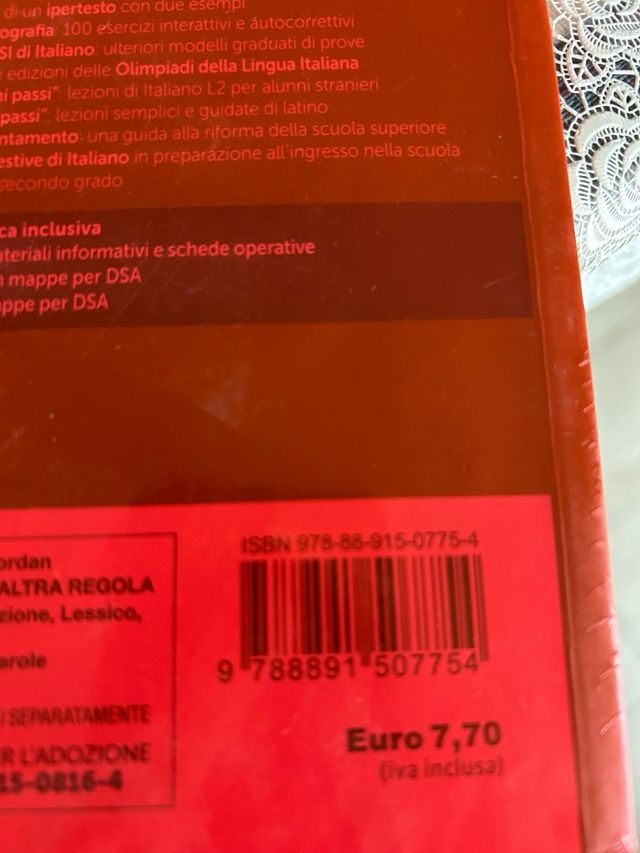 di un ipertesto con due esempi
ografia: 100 esercizi interattivi e autocorrettivi
SI di Italiano: ulteriori modelli graduati di prove
edizioni delle Olimpiadi della Lingua Italiana
ni passi”: lezioni di Italiano L2 per alunni stranieri
passi”: lezioni semplici e guidate di latino
ntamento: una guida alla riforma della scuola superiore
estive di Italiano in preparazione all'ingresso nella scuola
secondo grado
ca inclusiva
ateriali informativi e schede operative
n mappe per DSA
appe per DSA
ordan
ALTRA REGOLA
zione, Lessico,
arole
I SEPARATAMENTE
R L'ADOZIONE
15-0816-4
ISBN 978-88-915-0775-4
9 788891 507754
Euro 7,70
(iva inclusa)